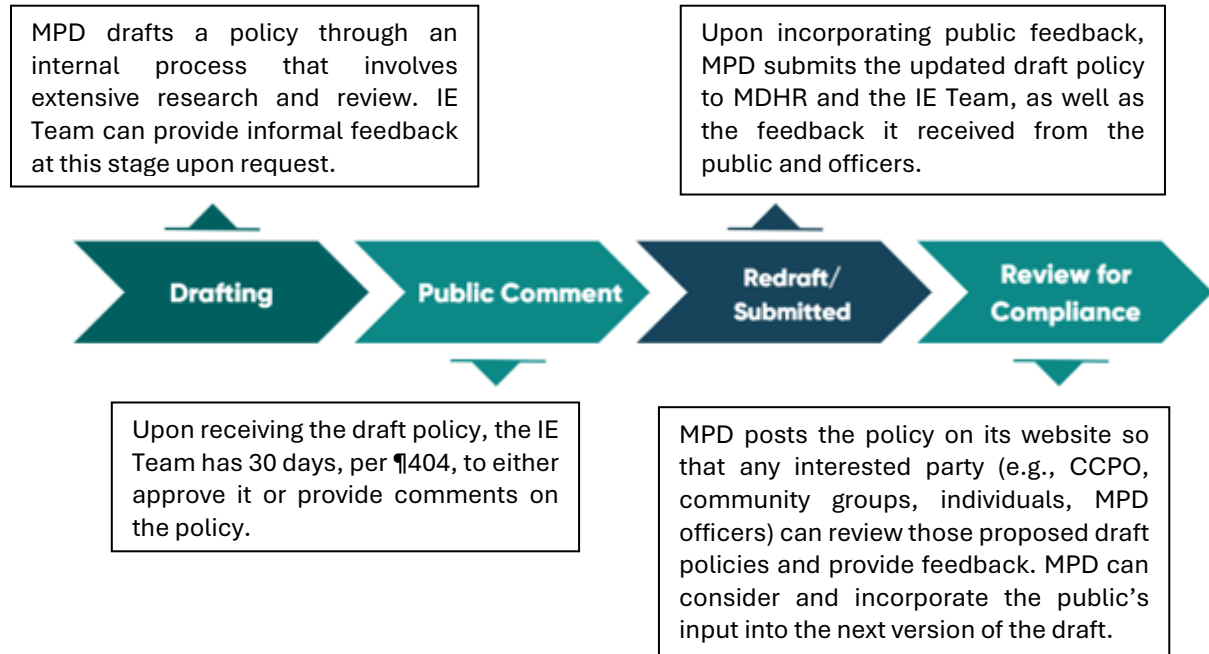 MPD drafts a policy through an
internal process that involves
extensive research and review. IE
Team can provide informal feedback
at this stage upon request.
Upon incorporating public feedback,
MPD submits the updated draft policy
to MDHR and the IE Team, as well as
the feedback it received from the
public and officers.
Drafting
Public Comment
Redraft/
Submitted
Review for
Compliance
Upon receiving the draft policy, the IE
Team has 30 days, per ¶404, to either
approve it or provide comments on
the policy.
MPD posts the policy on its website so
that any interested party (e.g., CCPO,
community groups, individuals, MPD
officers) can review those proposed draft
policies and provide feedback. MPD can
consider and incorporate the public’s
input into the next version of the draft.